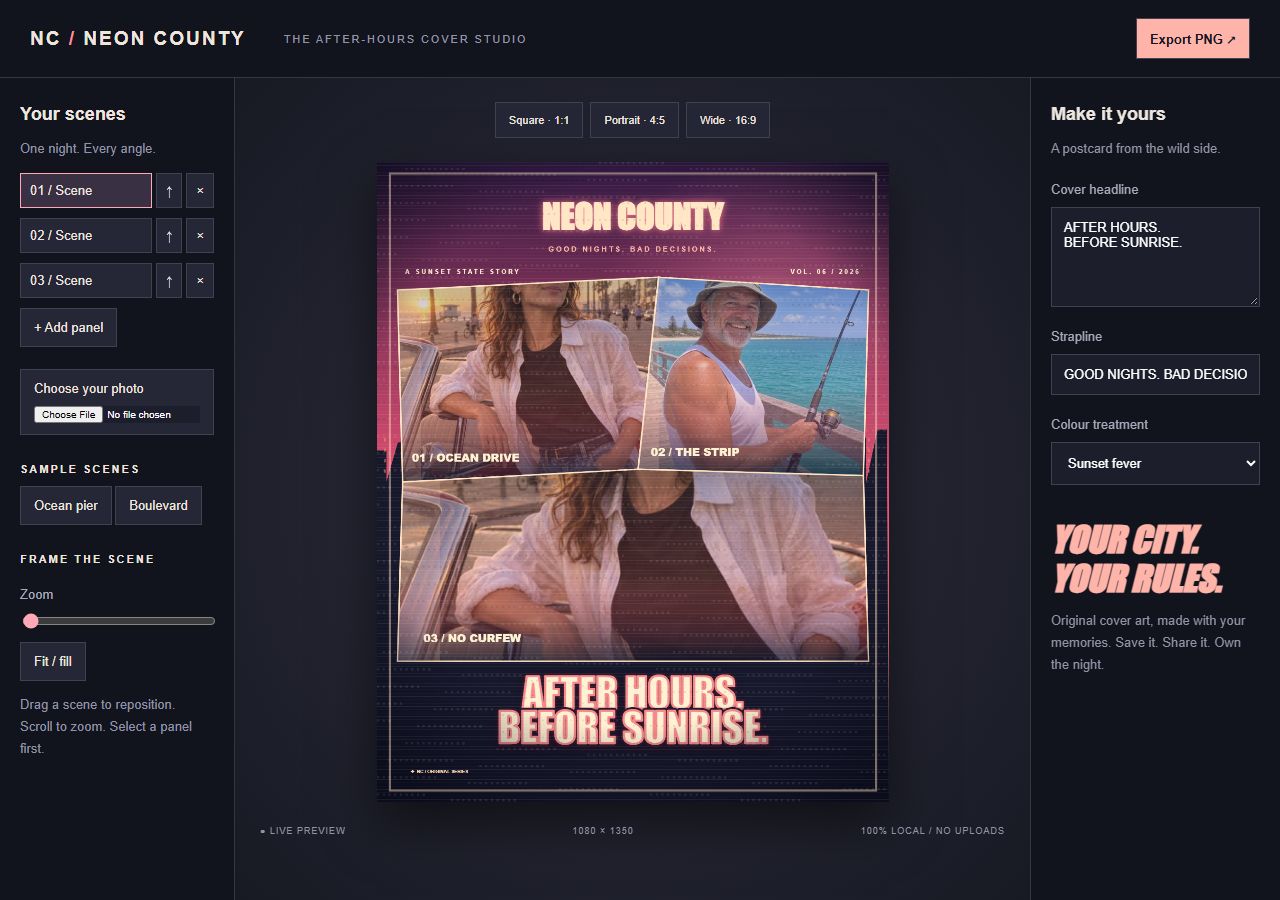 NC / NEON COUNTY
THE AFTER-HOURS COVER STUDIO
Export PNG ↗
Your scenes
One night. Every angle.
01 / Scene
↑
×
02 / Scene
↑
×
03 / Scene
↑
×
+ Add panel
Choose your photo
Choose File No file chosen
SAMPLE SCENES
Ocean pier
Boulevard
FRAME THE SCENE
Zoom
Fit / fill
Drag a scene to reposition.
Scroll to zoom. Select a panel
first.
Square · 1:1
Portrait · 4:5
Wide · 16:9
NEON COUNTY
GOOD NIGHTS. BAD DECISIONS.
A SUNSET STATE STORY
VOL. 06 / 2026
01 / OCEAN DRIVE
02 / THE STRIP
03 / NO CURFEW
AFTER HOURS.
BEFORE SUNRISE.
NC / ORIGINAL SERIES
● LIVE PREVIEW
1080 × 1350
100% LOCAL / NO UPLOADS
Make it yours
A postcard from the wild side.
Cover headline
AFTER HOURS.
BEFORE SUNRISE.
Strapline
GOOD NIGHTS. BAD DECISIO
Colour treatment
Sunset fever
YOUR CITY.
YOUR RULES.
Original cover art, made with your
memories. Save it. Share it. Own
the night.